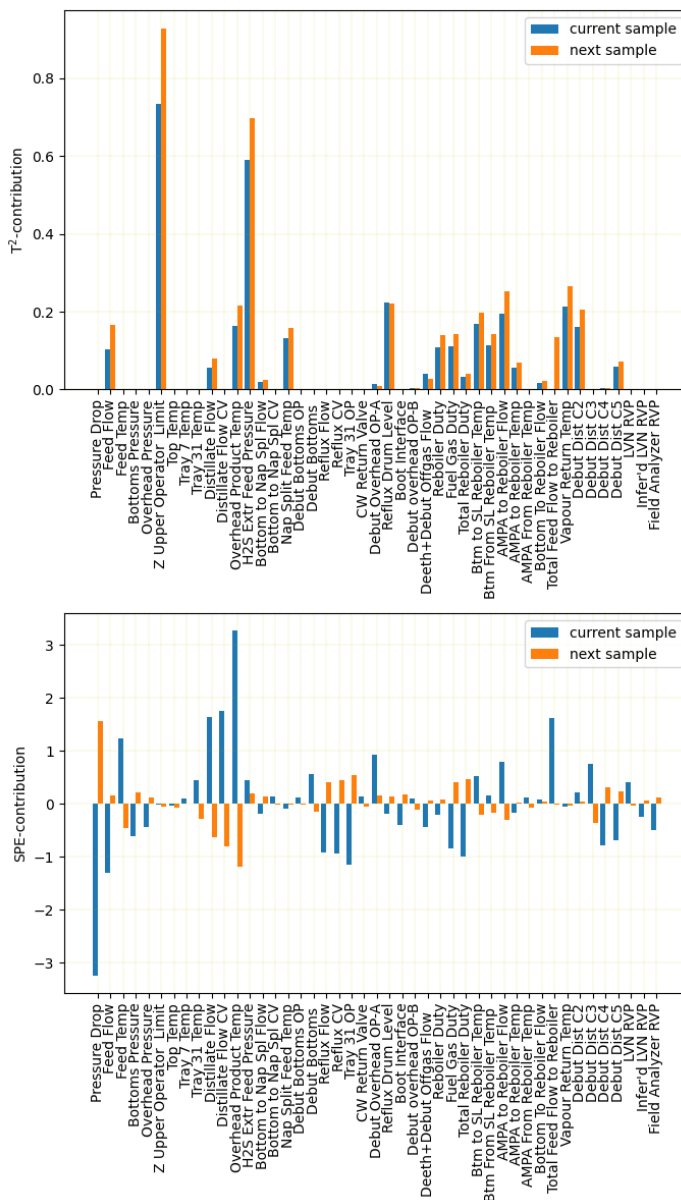 current sample
next sample
T²-contribution
0.8
0.6
0.4
0.2
0.0
Pressure Drop
Feed Flow
Feed Temp
Bottoms Pressure
Overhead Pressure
Z Upper Operator Limit
Top Temp
Tray 7 Temp
Tray 31 Temp
Distillate Flow
Distillate Flow CV
Overhead Product Temp
H2S Extr Feed Pressure
Bottom to Nap Spl Flow
Bottom to Nap Spl CV
Nap Split Feed Temp
Debut Bottoms OP
Debut Bottoms
Reflux Flow
Reflux CV
Tray 31 OP
CW Return Valve
Debut Overhead OP-A
Reflux Drum Level
Boot Interface
Debut overhead OP-B
Deeth+Debut Offgas Flow
Reboiler Duty
Fuel Gas Duty
Total Reboiler Duty
Btm to SL Reboiler Temp
Btm From SL Reboiler Temp
AMPA to Reboiler Flow
AMPA to Reboiler Temp
AMPA From Reboiler Temp
Bottom To Reboiler Flow
Total Feed Flow to Reboiler
Vapour Return Temp
Debut Dist C2
Debut Dist C3
Debut Dist C4
Debut Dist C5
LVN RVP
Infer'd LVN RVP
Field Analyzer RVP
current sample
next sample
SPE-contribution
3
2
1
0
−1
−2
−3
Pressure Drop
Feed Flow
Feed Temp
Bottoms Pressure
Overhead Pressure
Z Upper Operator Limit
Top Temp
Tray 7 Temp
Tray 31 Temp
Distillate Flow
Distillate Flow CV
Overhead Product Temp
H2S Extr Feed Pressure
Bottom to Nap Spl Flow
Bottom to Nap Spl CV
Nap Split Feed Temp
Debut Bottoms OP
Debut Bottoms
Reflux Flow
Reflux CV
Tray 31 OP
CW Return Valve
Debut Overhead OP-A
Reflux Drum Level
Boot Interface
Debut overhead OP-B
Deeth+Debut Offgas Flow
Reboiler Duty
Fuel Gas Duty
Total Reboiler Duty
Btm to SL Reboiler Temp
Btm From SL Reboiler Temp
AMPA to Reboiler Flow
AMPA to Reboiler Temp
AMPA From Reboiler Temp
Bottom To Reboiler Flow
Total Feed Flow to Reboiler
Vapour Return Temp
Debut Dist C2
Debut Dist C3
Debut Dist C4
Debut Dist C5
LVN RVP
Infer'd LVN RVP
Field Analyzer RVP